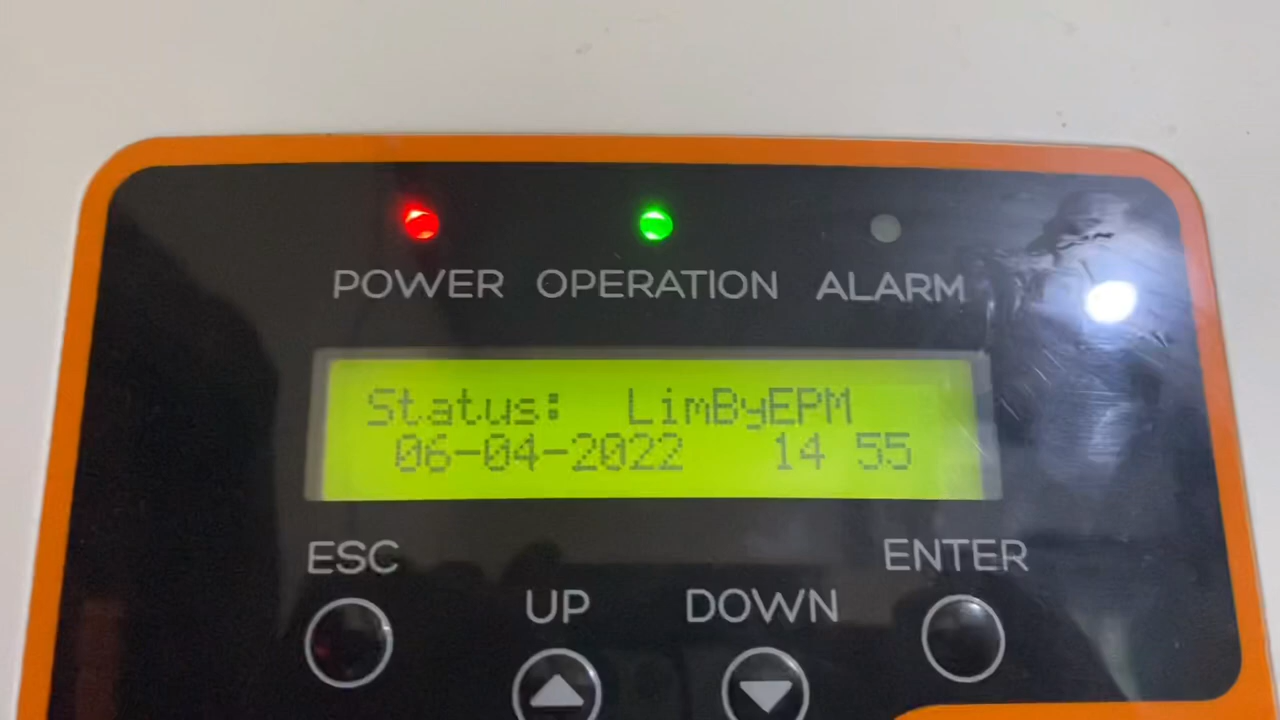 POWER OPERATION ALARM
Status: LimByEPM
06-04-2022 14 55
ESC ENTER
UP DOWN